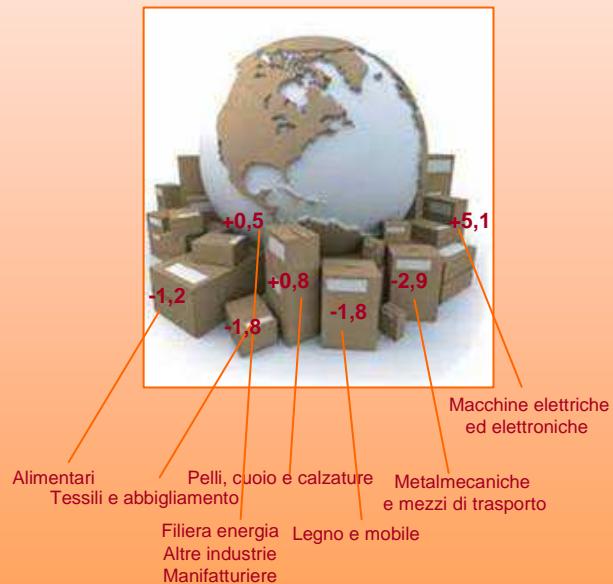 +0,5
+5,1
-1,2
+0,8
-2,9
-1,8
-1,8
Macchine elettriche
ed elettroniche
Alimentari
Pelli, cuoio e calzature
Metalmecaniche
Tessili e abbigliamento
e mezzi di trasporto
Filiera energia
Legno e mobile
Altre industrie
Manifatturiere